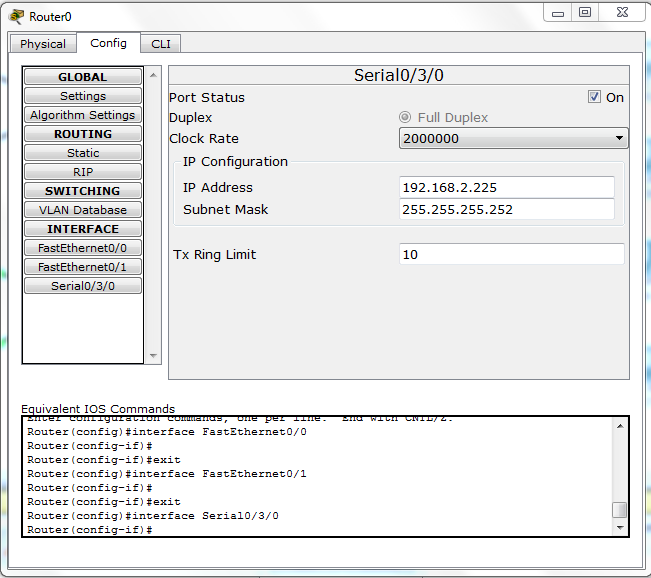 Router0
Physical Config CLI
GLOBAL
Settings
Algorithm Settings
ROUTING
Static
RIP
SWITCHING
VLAN Database
INTERFACE
FastEthernet0/0
FastEthernet0/1
Serial0/3/0
Serial0/3/0
Port Status On
Duplex Full Duplex
Clock Rate 2000000
IP Configuration
IP Address 192.168.2.225
Subnet Mask 255.255.255.252
Tx Ring Limit 10
Equivalent IOS Commands
Enter configuration commands, one per line. End with CNTL/Z.
Router(config)#interface FastEthernet0/0
Router(config-if)#
Router(config-if)#exit
Router(config)#interface FastEthernet0/1
Router(config-if)#
Router(config-if)#exit
Router(config)#interface Serial0/3/0
Router(config-if)#